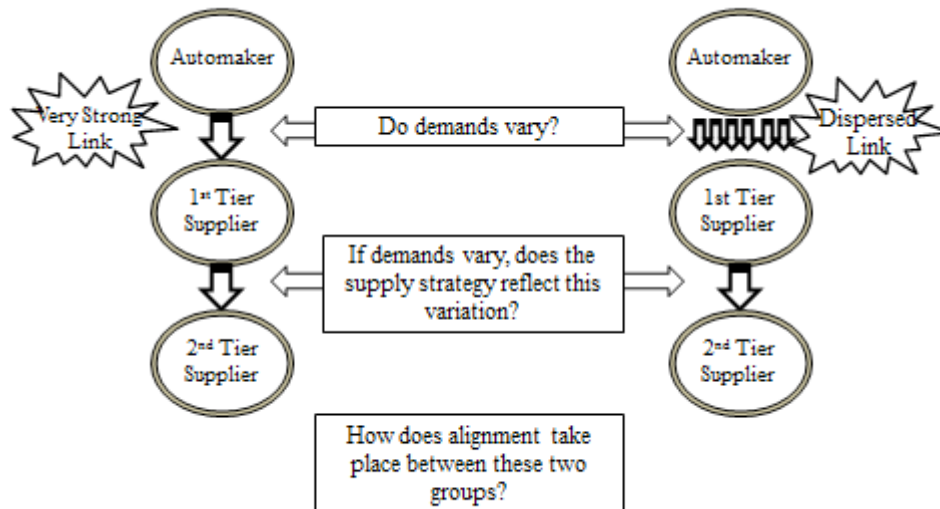 Automaker
Automaker
Very Strong
Link
Do demands vary?
Dispersed
Link
1st Tier
Supplier
1st Tier
Supplier
If demands vary, does the
supply strategy reflect this
variation?
2nd Tier
Supplier
2nd Tier
Supplier
How does alignment take
place between these two
groups?